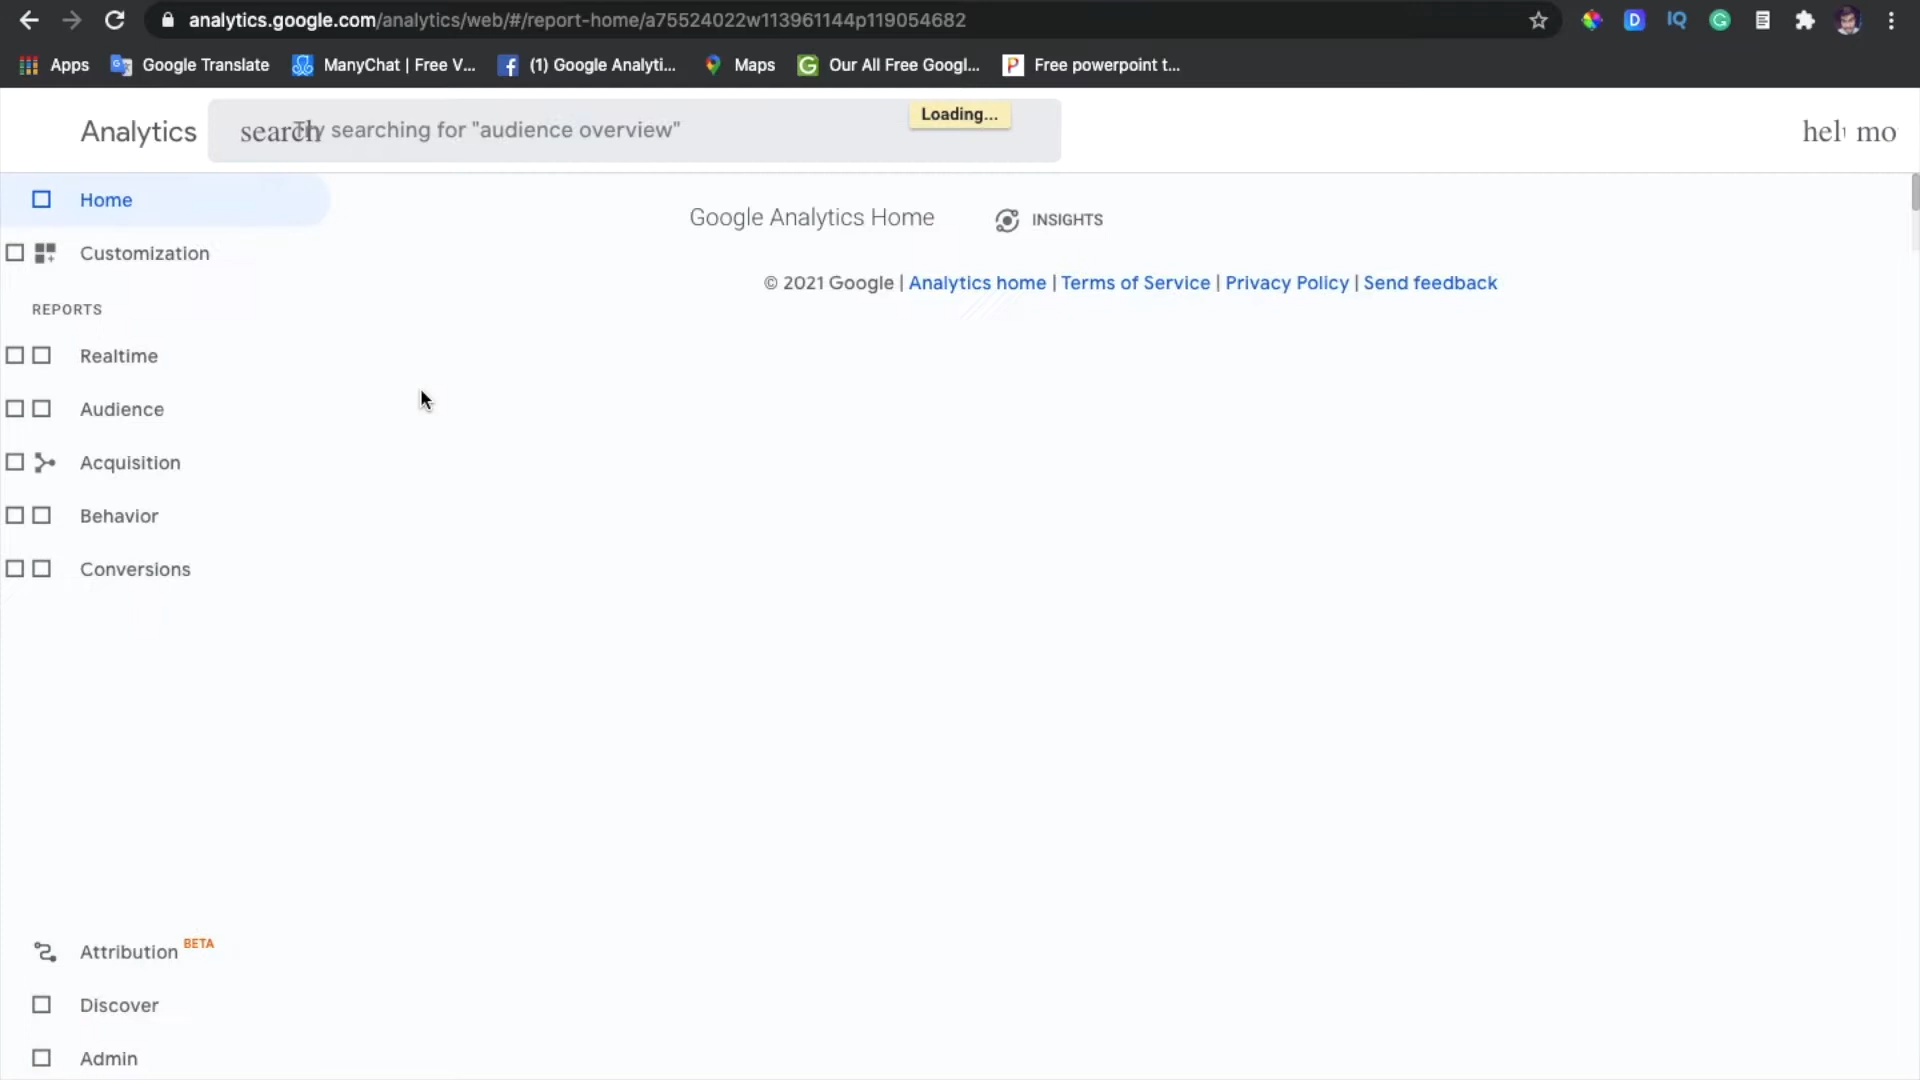 analytics.google.com/analytics/web/#/report-home/a75524022w113961144p119054682
Apps Google Translate ManyChat | Free V... (1) Google Analyti... Maps Our All Free Googl... Free powerpoint t...
Loading...
Analytics search searching for "audience overview" mo
Home
Google Analytics Home INSIGHTS
Customization
© 2021 Google | Analytics home | Terms of Service | Privacy Policy | Send feedback
REPORTS
Realtime
Audience
Acquisition
Behavior
Conversions
Attribution BETA
Discover
Admin